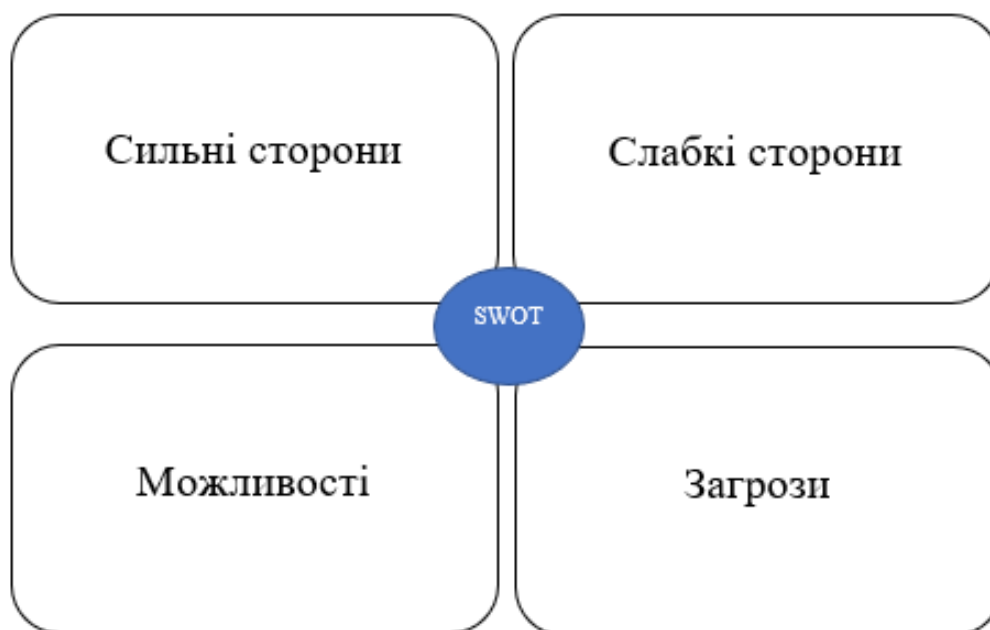 Сильні сторони
Слабкі сторони
SWOT
Можливості
Загрози